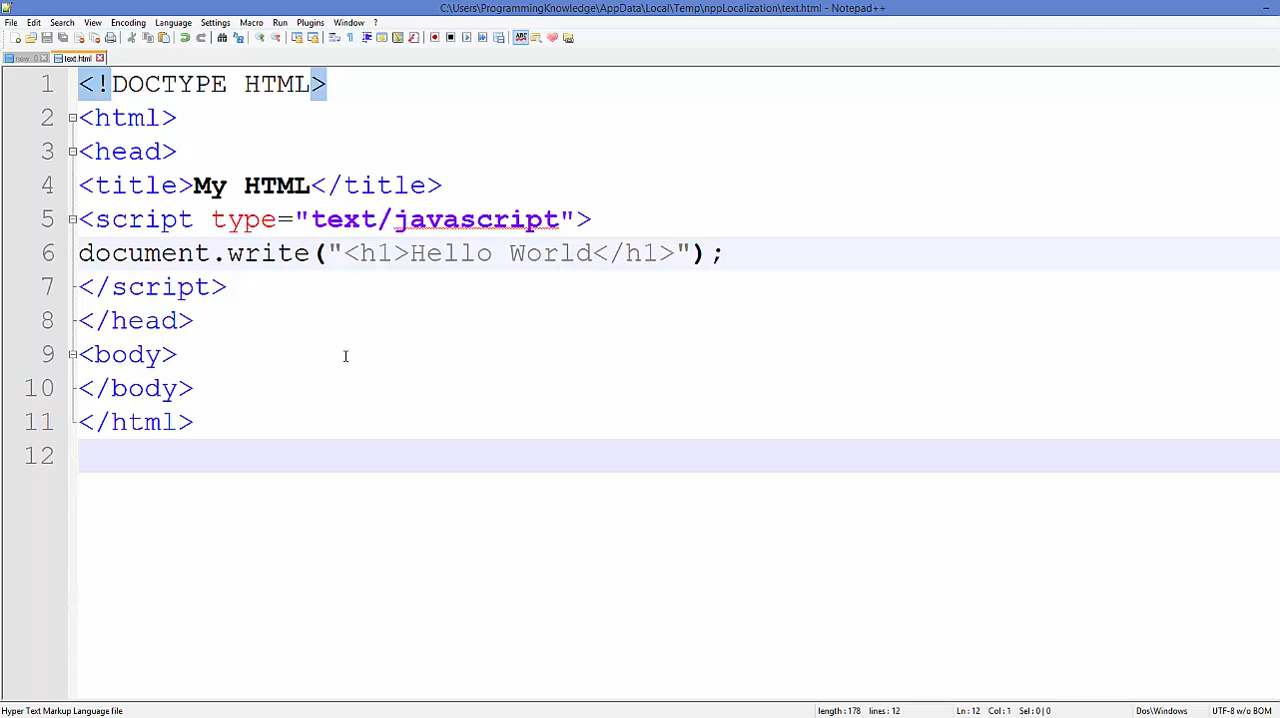 C:\Users\ProgrammingKnowledge\AppData\Local\Temp\nppLocalization\text.html - Notepad++
File Edit Search View Encoding Language Settings Macro Run Plugins Window ?
new 0 text.html
1 <!DOCTYPE HTML>
2 <html>
3 <head>
4 <title>My HTML</title>
5 <script type="text/javascript">
6 document.write("<h1>Hello World</h1>");
7 </script>
8 </head>
9 <body>
10 </body>
11 </html>
12
Hyper Text Markup Language file length : 178 lines : 12 Ln : 12 Col : 1 Sel : 0 | 0 Dos\Windows UTF-8 w/o BOM